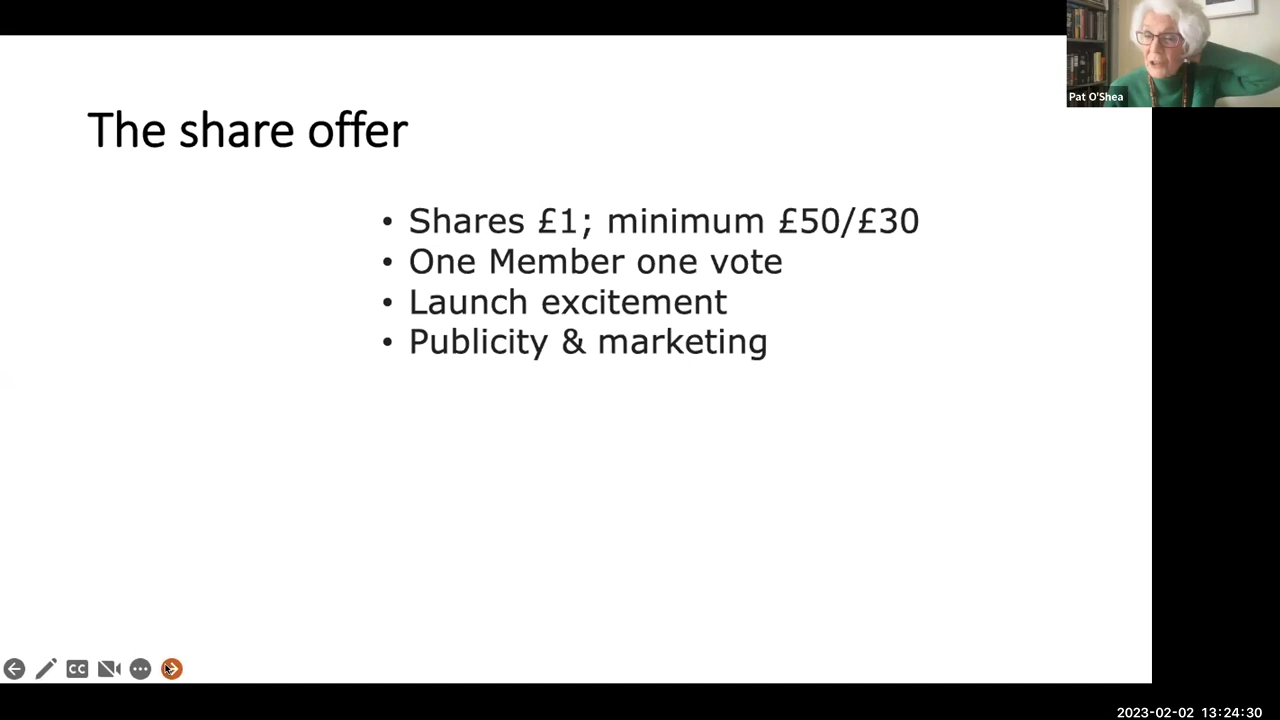 Pat O'Shea
The share offer
• Shares £1; minimum £50/£30
• One Member one vote
• Launch excitement
• Publicity & marketing
CC
2023-02-02 13:24:30